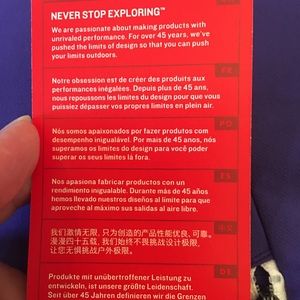 NEVER STOP EXPLORING™
We are passionate about making products with
unrivaled performance. For over 45 years, we've
pushed the limits of design so that you can push
your limits outdoors.
FR
Notre obsession est de créer des produits aux
performances inégalées. Depuis plus de 45 ans,
nous repoussons les limites du design pour que vous
puissiez dépasser vos propres limites en plein air.
PO
Nós somos apaixonados por fazer produtos com
desempenho inigualável. Por mais de 45 anos, nós
supramos os limites do design para você poder
superar os seus limites lá fora.
ES
Nos apasiona fabricar productos con un
rendimiento inigualable. Durante más de 45 años
hemos llevado nuestros diseños al límite para que
aproveche al máximo sus salidas al aire libre.
中文
我们激情无限，只为创造的产品性能优良、可靠。
漫漫四十五载，我们始终不畏挑战设计极限，
让您无惧挑战户外极限。
DE
Produkte mit unübertroffener Leistung zu
entwickeln, ist unsere größte Leidenschaft.
Seit über 45 Jahren definieren wir die Grenzen